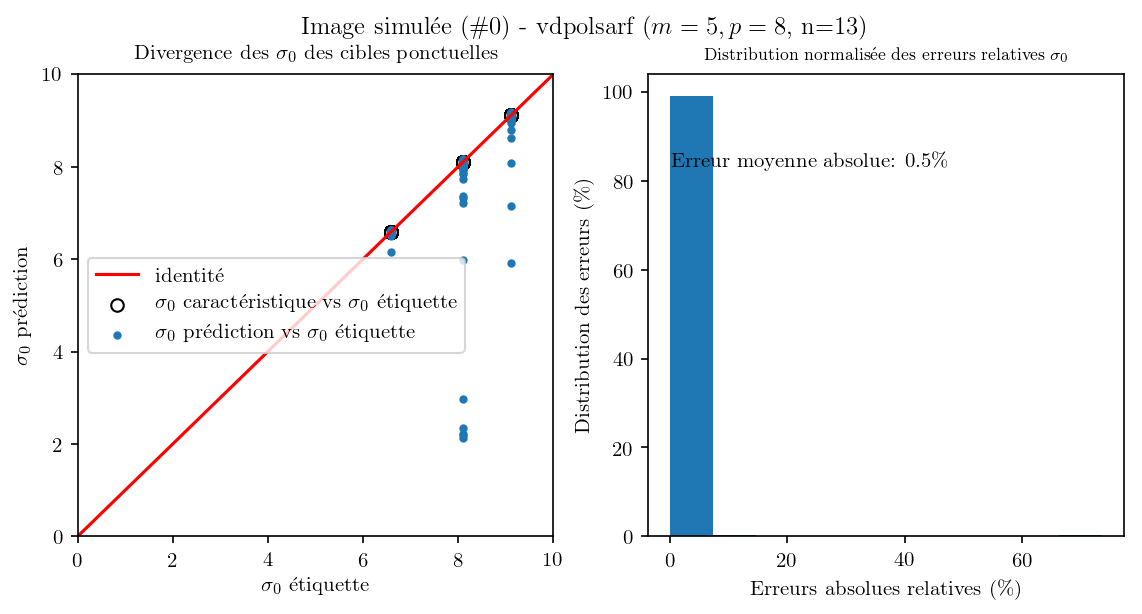 Image simulée (#0) - vdpolsarf (m = 5, p = 8, n=13)
Divergence des σ0 des cibles ponctuelles
10
8
6
4
2
0
0 2 4 6 8 10
σ0 prédiction
σ0 étiquette
identité
σ0 caractéristique vs σ0 étiquette
σ0 prédiction vs σ0 étiquette
Distribution normalisée des erreurs relatives σ0
100
80
60
40
20
0
0 20 40 60
Distribution des erreurs (%)
Erreurs absolues relatives (%)
Erreur moyenne absolue: 0.5%